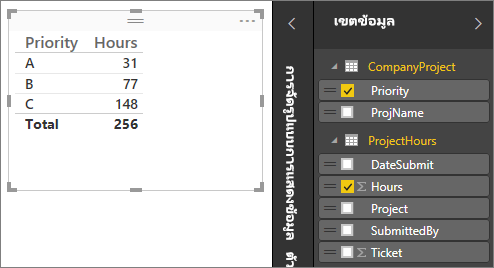 Priority Hours
A 31
B 77
C 148
Total 256
การจัดรูปแบบการแสดงข้อมูล
เขตข้อมูล
CompanyProject
Priority
ProjName
ProjectHours
DateSubmit
Hours
Project
SubmittedBy
Ticket